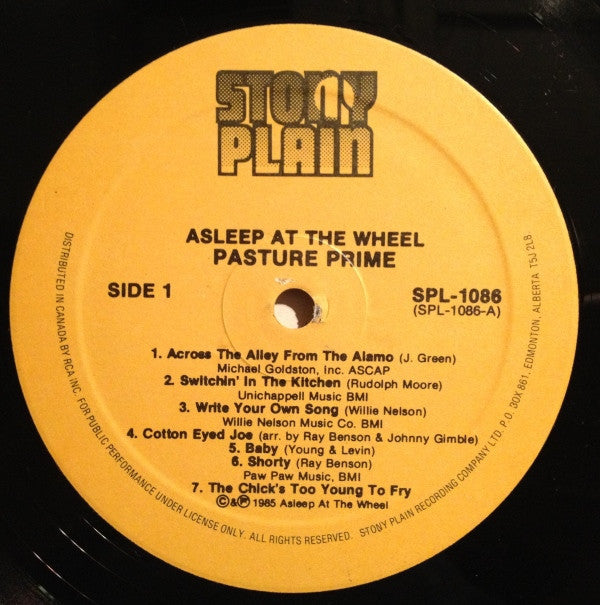 STONY
PLAIN
ASLEEP AT THE WHEEL
PASTURE PRIME
SIDE 1
SPL-1086
(SPL-1086-A)
1. Across The Alley From The Alamo (J. Green)
Michael Goldston, Inc. ASCAP
2. Switchin' In The Kitchen (Rudolph Moore)
Unichappell Music BMI
3. Write Your Own Song (Willie Nelson)
Willie Nelson Music Co. BMI
4. Cotton Eyed Joe (arr. by Ray Benson & Johnny Gimble)
5. Baby (Young & Levin)
6. Shorty (Ray Benson)
Paw Paw Music, BMI
7. The Chick's Too Young To Fry
©&℗ 1985 Asleep At The Wheel
DISTRIBUTED IN CANADA BY RCA INC. FOR PUBLIC PERFORMANCE UNDER LICENSE ONLY. ALL RIGHTS RESERVED. STONY PLAIN RECORDING COMPANY LTD. P.O. BOX 861, EDMONTON, ALBERTA T5J 2L8